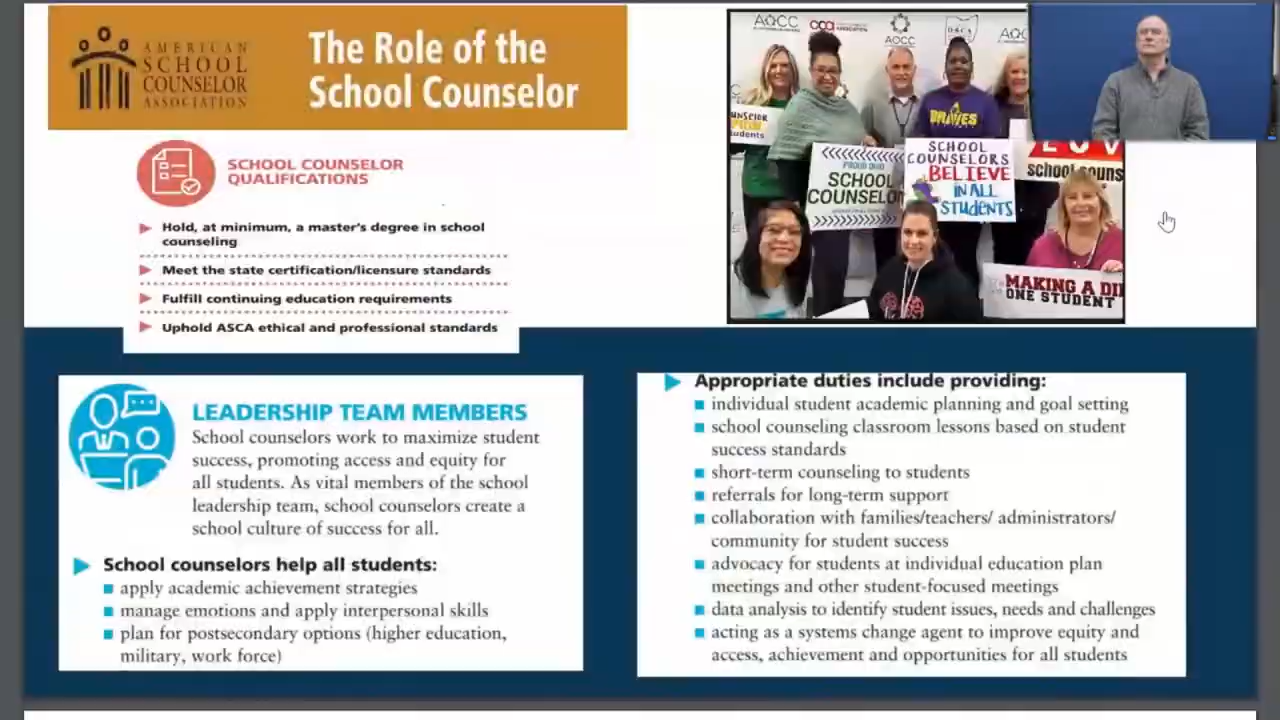 AMERICAN
SCHOOL
COUNSELOR
ASSOCIATION
The Role of the
School Counselor
SCHOOL COUNSELOR
QUALIFICATIONS
Hold, at minimum, a master's degree in school
counseling
Meet the state certification/licensure standards
Fulfill continuing education requirements
Uphold ASCA ethical and professional standards
AOCC
AOCC
OSCA
BRAVES
PROUD OHIO
SCHOOL
COUNSELOR
SCHOOL
COUNSELORS
BELIEVE
IN ALL
STUDENTS
school couns
MAKING A DI
ONE STUDENT
LEADERSHIP TEAM MEMBERS
School counselors work to maximize student
success, promoting access and equity for
all students. As vital members of the school
leadership team, school counselors create a
school culture of success for all.
School counselors help all students:
apply academic achievement strategies
manage emotions and apply interpersonal skills
plan for postsecondary options (higher education,
military, work force)
Appropriate duties include providing:
individual student academic planning and goal setting
school counseling classroom lessons based on student
success standards
short-term counseling to students
referrals for long-term support
collaboration with families/teachers/ administrators/
community for student success
advocacy for students at individual education plan
meetings and other student-focused meetings
data analysis to identify student issues, needs and challenges
acting as a systems change agent to improve equity and
access, achievement and opportunities for all students